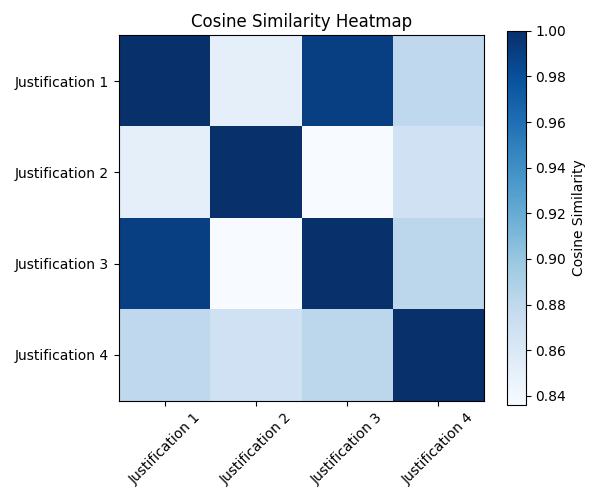 Cosine Similarity Heatmap
Justification 1
Justification 2
Justification 3
Justification 4
Justification 1
Justification 2
Justification 3
Justification 4
1.00
0.98
0.96
0.94
0.92
0.90
0.88
0.86
0.84
Cosine Similarity